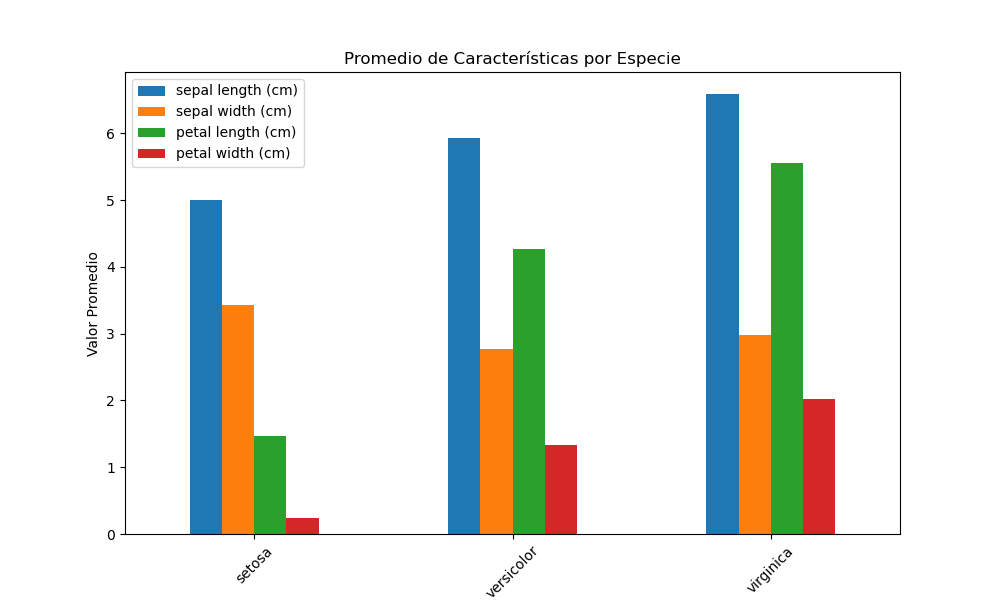 Promedio de Características por Especie
sepal length (cm)
sepal width (cm)
petal length (cm)
petal width (cm)
Valor Promedio
6
5
4
3
2
1
0
setosa
versicolor
virginica